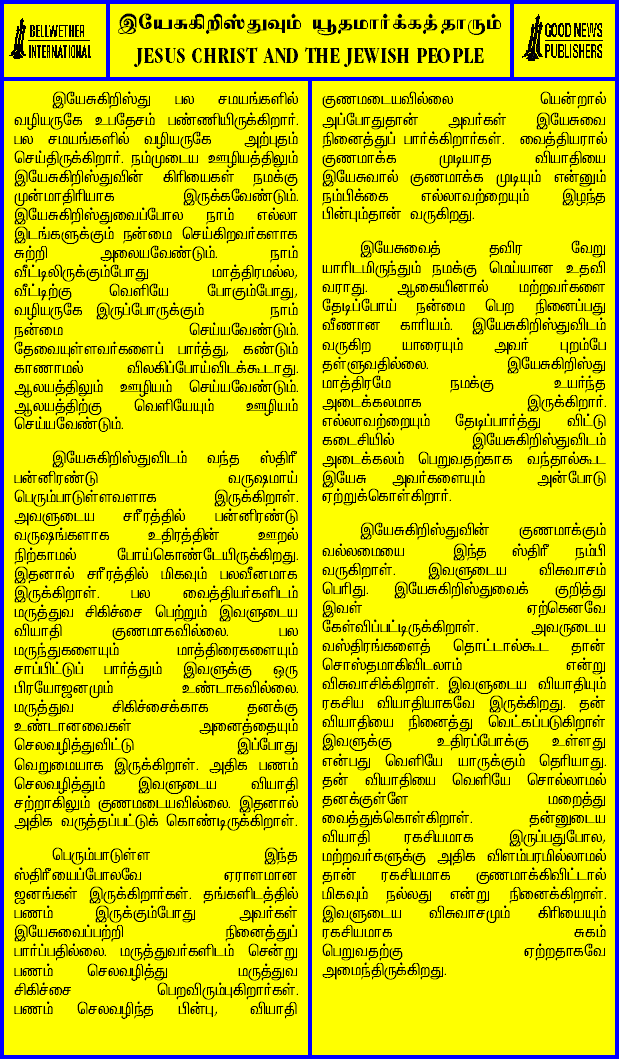 BELLWETHER
INTERNATIONAL
இயேசுகிறிஸ்துவும் யூதமார்க்கத்தாரும்
JESUS CHRIST AND THE JEWISH PEOPLE
GOOD NEWS
PUBLISHERS
இயேசுகிறிஸ்து பல சமயங்களில்
வழியருகே உபதேசம் பண்ணியிருக்கிறார்.
பல சமயங்களில் வழியருகே அற்புதம்
செய்திருக்கிறார். நம்முடைய ஊழியத்திலும்
இயேசுகிறிஸ்துவின் கிரியைகள் நமக்கு
முன்மாதிரியாக இருக்கவேண்டும்.
இயேசுகிறிஸ்துவைப்போல நாம் எல்லா
இடங்களுக்கும் நன்மை செய்கிறவர்களாக
சுற்றி அலையவேண்டும். நாம்
வீட்டிலிருக்கும்போது மாத்திரமல்ல,
வீட்டிற்கு வெளியே போகும்போது,
வழியருகே இருப்போருக்கும் நாம்
நன்மை செய்யவேண்டும்.
தேவையுள்ளவர்களைப் பார்த்து, கண்டும்
காணாமல் விலகிப்போய்விடக்கூடாது.
ஆலயத்திலும் ஊழியம் செய்யவேண்டும்.
ஆலயத்திற்கு வெளியேயும் ஊழியம்
செய்யவேண்டும்.
இயேசுகிறிஸ்துவிடம் வந்த ஸ்திரீ
பன்னிரண்டு வருஷமாய்
பெரும்பாடுள்ளவளாக இருக்கிறாள்.
அவளுடைய சரீரத்தில் பன்னிரண்டு
வருஷங்களாக உதிரத்தின் ஊறல்
நிற்காமல் போய்கொண்டேயிருக்கிறது.
இதனால் சரீரத்தில் மிகவும் பலவீனமாக
இருக்கிறாள். பல வைத்தியர்களிடம்
மருத்துவ சிகிச்சை பெற்றும் இவளுடைய
வியாதி குணமாகவில்லை. பல
மருந்துகளையும் மாத்திரைகளையும்
சாப்பிட்டுப் பார்த்தும் இவளுக்கு ஒரு
பிரயோஜனமும் உண்டாகவில்லை.
மருத்துவ சிகிச்சைக்காக தனக்கு
உண்டானவைகள் அனைத்தையும்
செலவழித்துவிட்டு இப்போது
வெறுமையாக இருக்கிறாள். அதிக பணம்
செலவழித்தும் இவளுடைய வியாதி
சற்றாகிலும் குணமடையவில்லை. இதனால்
அதிக வருத்தப்பட்டுக் கொண்டிருக்கிறாள்.
பெரும்பாடுள்ள இந்த
ஸ்திரீயைப்போலவே ஏராளமான
ஜனங்கள் இருக்கிறார்கள். தங்களிடத்தில்
பணம் இருக்கும்போது அவர்கள்
இயேசுவைப்பற்றி நினைத்துப்
பார்ப்பதில்லை. மருத்துவர்களிடம் சென்று
பணம் செலவழித்து மருத்துவ
சிகிச்சை பெறவிரும்புகிறார்கள்.
பணம் செலவழிந்த பின்பு, வியாதி
குணமடையவில்லை யென்றால்
அப்போதுதான் அவர்கள் இயேசுவை
நினைத்துப் பார்க்கிறார்கள். வைத்தியரால்
குணமாக்க முடியாத வியாதியை
இயேசுவால் குணமாக்க முடியும் என்னும்
நம்பிக்கை எல்லாவற்றையும் இழந்த
பின்பும்தான் வருகிறது.
இயேசுவைத் தவிர வேறு
யாரிடமிருந்தும் நமக்கு மெய்யான உதவி
வராது. ஆகையினால் மற்றவர்களை
தேடிப்போய் நன்மை பெற நினைப்பது
வீணான காரியம். இயேசுகிறிஸ்துவிடம்
வருகிற யாரையும் அவர் புறம்பே
தள்ளுவதில்லை. இயேசுகிறிஸ்து
மாத்திரமே நமக்கு உயர்ந்த
அடைக்கலமாக இருக்கிறார்.
எல்லாவற்றையும் தேடிப்பார்த்து விட்டு
கடைசியில் இயேசுகிறிஸ்துவிடம்
அடைக்கலம் பெறுவதற்காக வந்தால்கூட
இயேசு அவர்களையும் அன்போடு
ஏற்றுக்கொள்கிறார்.
இயேசுகிறிஸ்துவின் குணமாக்கும்
வல்லமையை இந்த ஸ்திரீ நம்பி
வருகிறாள். இவளுடைய விசுவாசம்
பெரிது. இயேசுகிறிஸ்துவைக் குறித்து
இவள் ஏற்கெனவே
கேள்விப்பட்டிருக்கிறாள். அவருடைய
வஸ்திரங்களைத் தொட்டால்கூட தான்
சொஸ்தமாகிவிடலாம் என்று
விசுவாசிக்கிறாள். இவளுடைய வியாதியும்
ரகசிய வியாதியாகவே இருக்கிறது. தன்
வியாதியை நினைத்து வெட்கப்படுகிறாள்
இவளுக்கு உதிரப்போக்கு உள்ளது
என்பது வெளியே யாருக்கும் தெரியாது.
தன் வியாதியை வெளியே சொல்லாமல்
தனக்குள்ளே மறைத்து
வைத்துக்கொள்கிறாள். தன்னுடைய
வியாதி ரகசியமாக இருப்பதுபோல,
மற்றவர்களுக்கு அதிக விளம்பரமில்லாமல்
தான் ரகசியமாக குணமாக்கிவிட்டால்
மிகவும் நல்லது என்று நினைக்கிறாள்.
இவளுடைய விசுவாசமும் கிரியையும்
ரகசியமாக சுகம்
பெறுவதற்கு ஏற்றதாகவே
அமைந்திருக்கிறது.